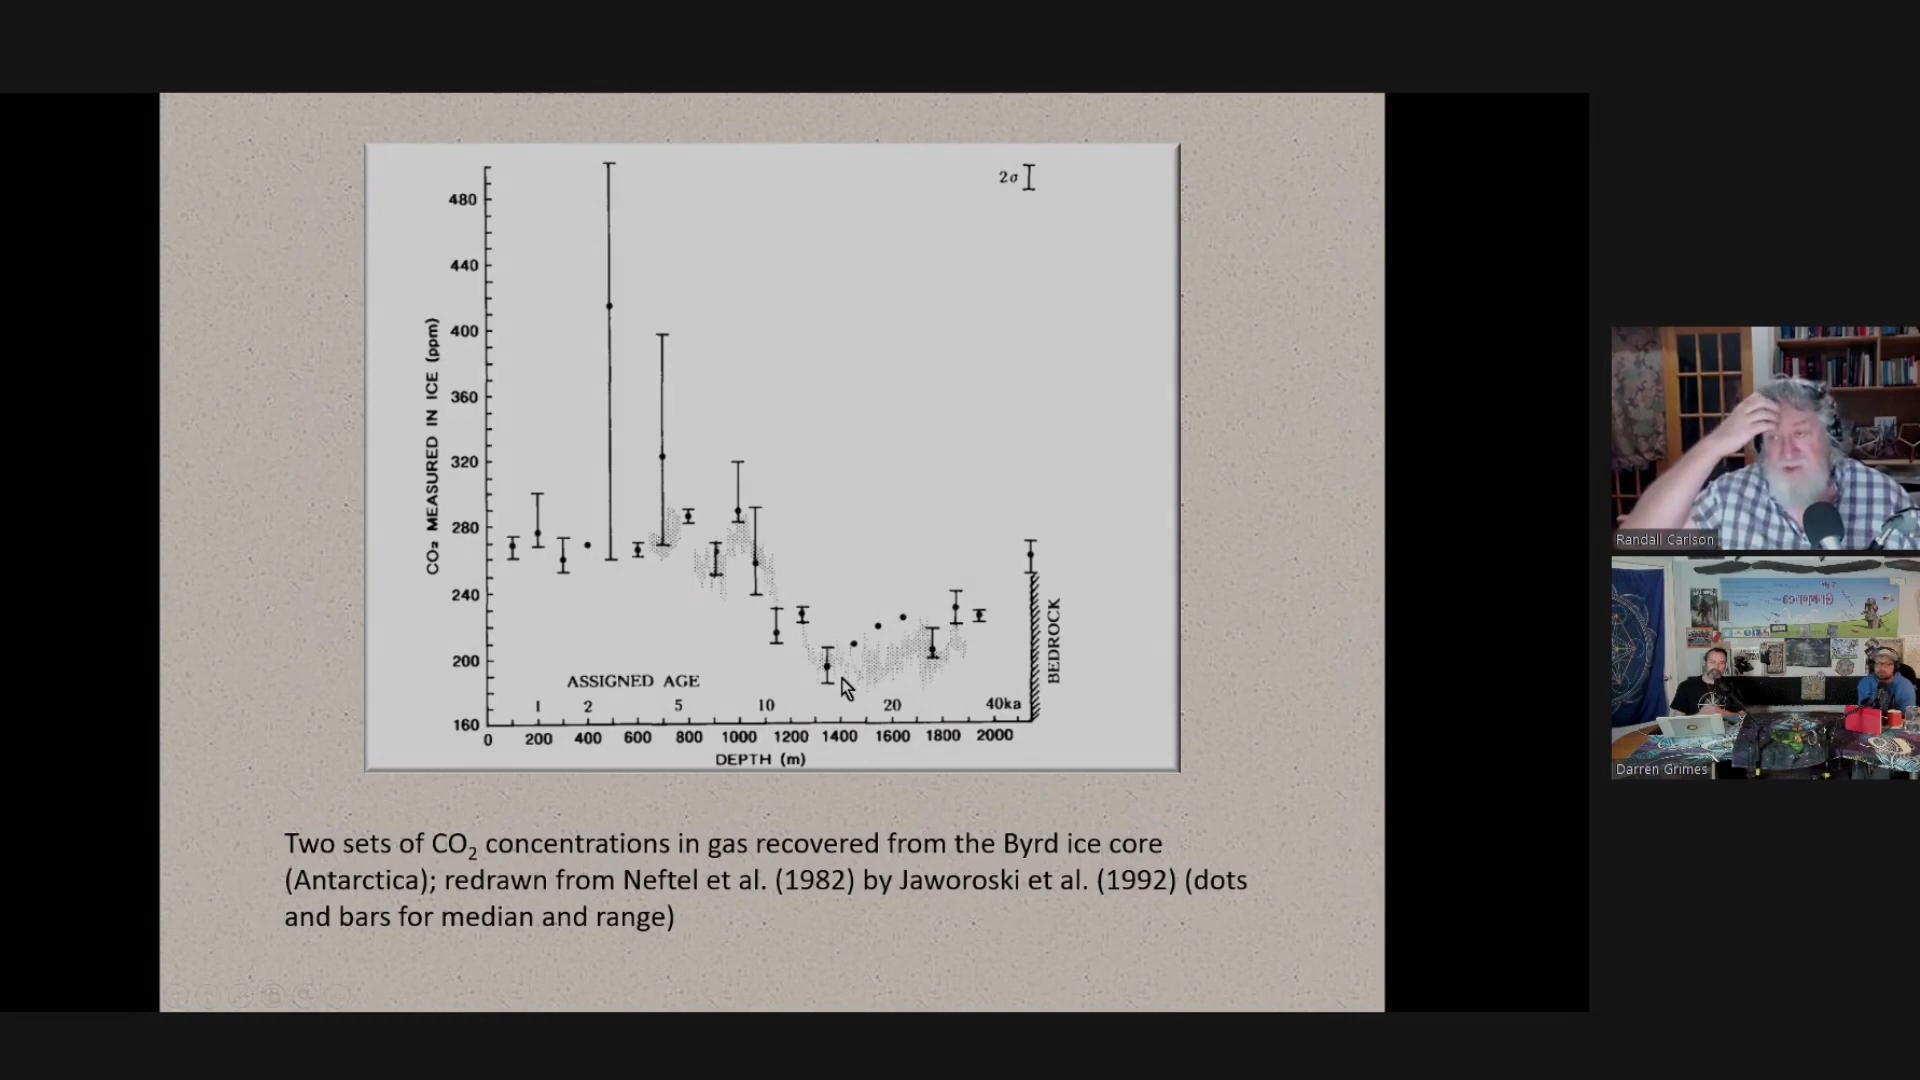 2σ
480
440
400
360
320
280
240
200
160
CO₂ MEASURED IN ICE (ppm)
BEDROCK
ASSIGNED AGE
1 2 5 10 20 40ka
0 200 400 600 800 1000 1200 1400 1600 1800 2000
DEPTH (m)
Two sets of CO₂ concentrations in gas recovered from the Byrd ice core
(Antarctica); redrawn from Neftel et al. (1982) by Jaworoski et al. (1992) (dots
and bars for median and range)
Randall Carlson
Darren Grimes